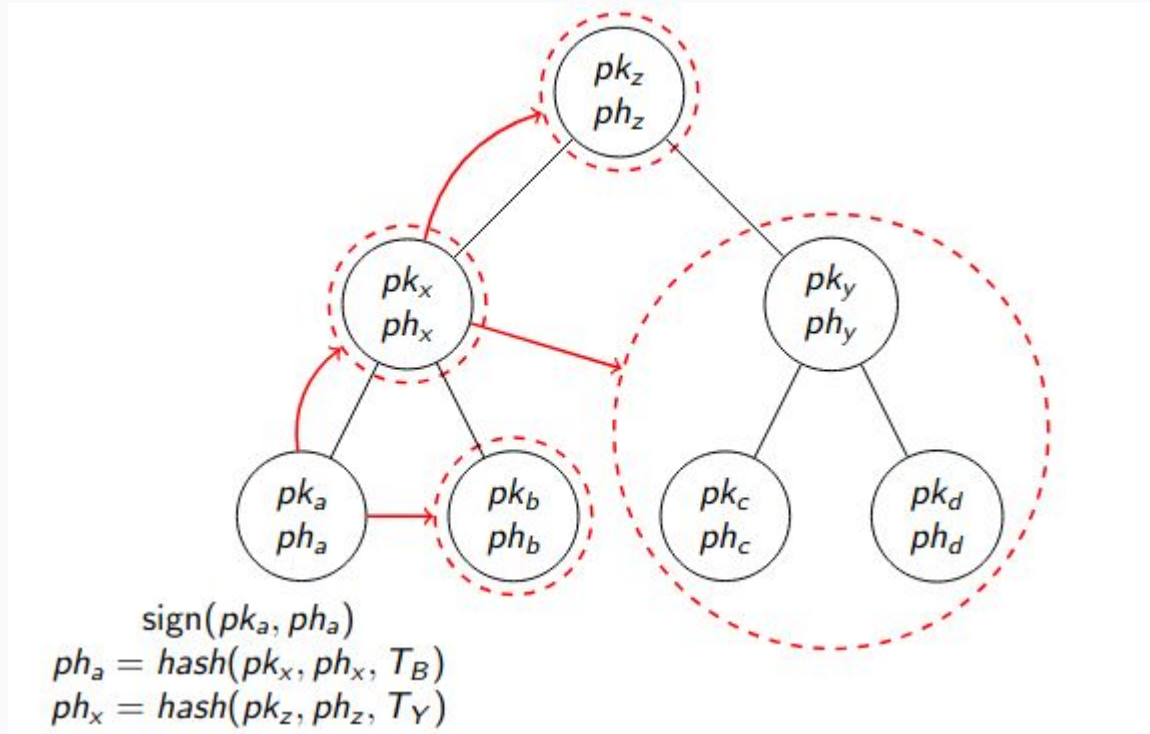 pk_z
ph_z
pk_x
ph_x
pk_y
ph_y
pk_a
ph_a
pk_b
ph_b
pk_c
ph_c
pk_d
ph_d
sign(pk_a, ph_a)
ph_a = hash(pk_x, ph_x, T_B)
ph_x = hash(pk_z, ph_z, T_Y)